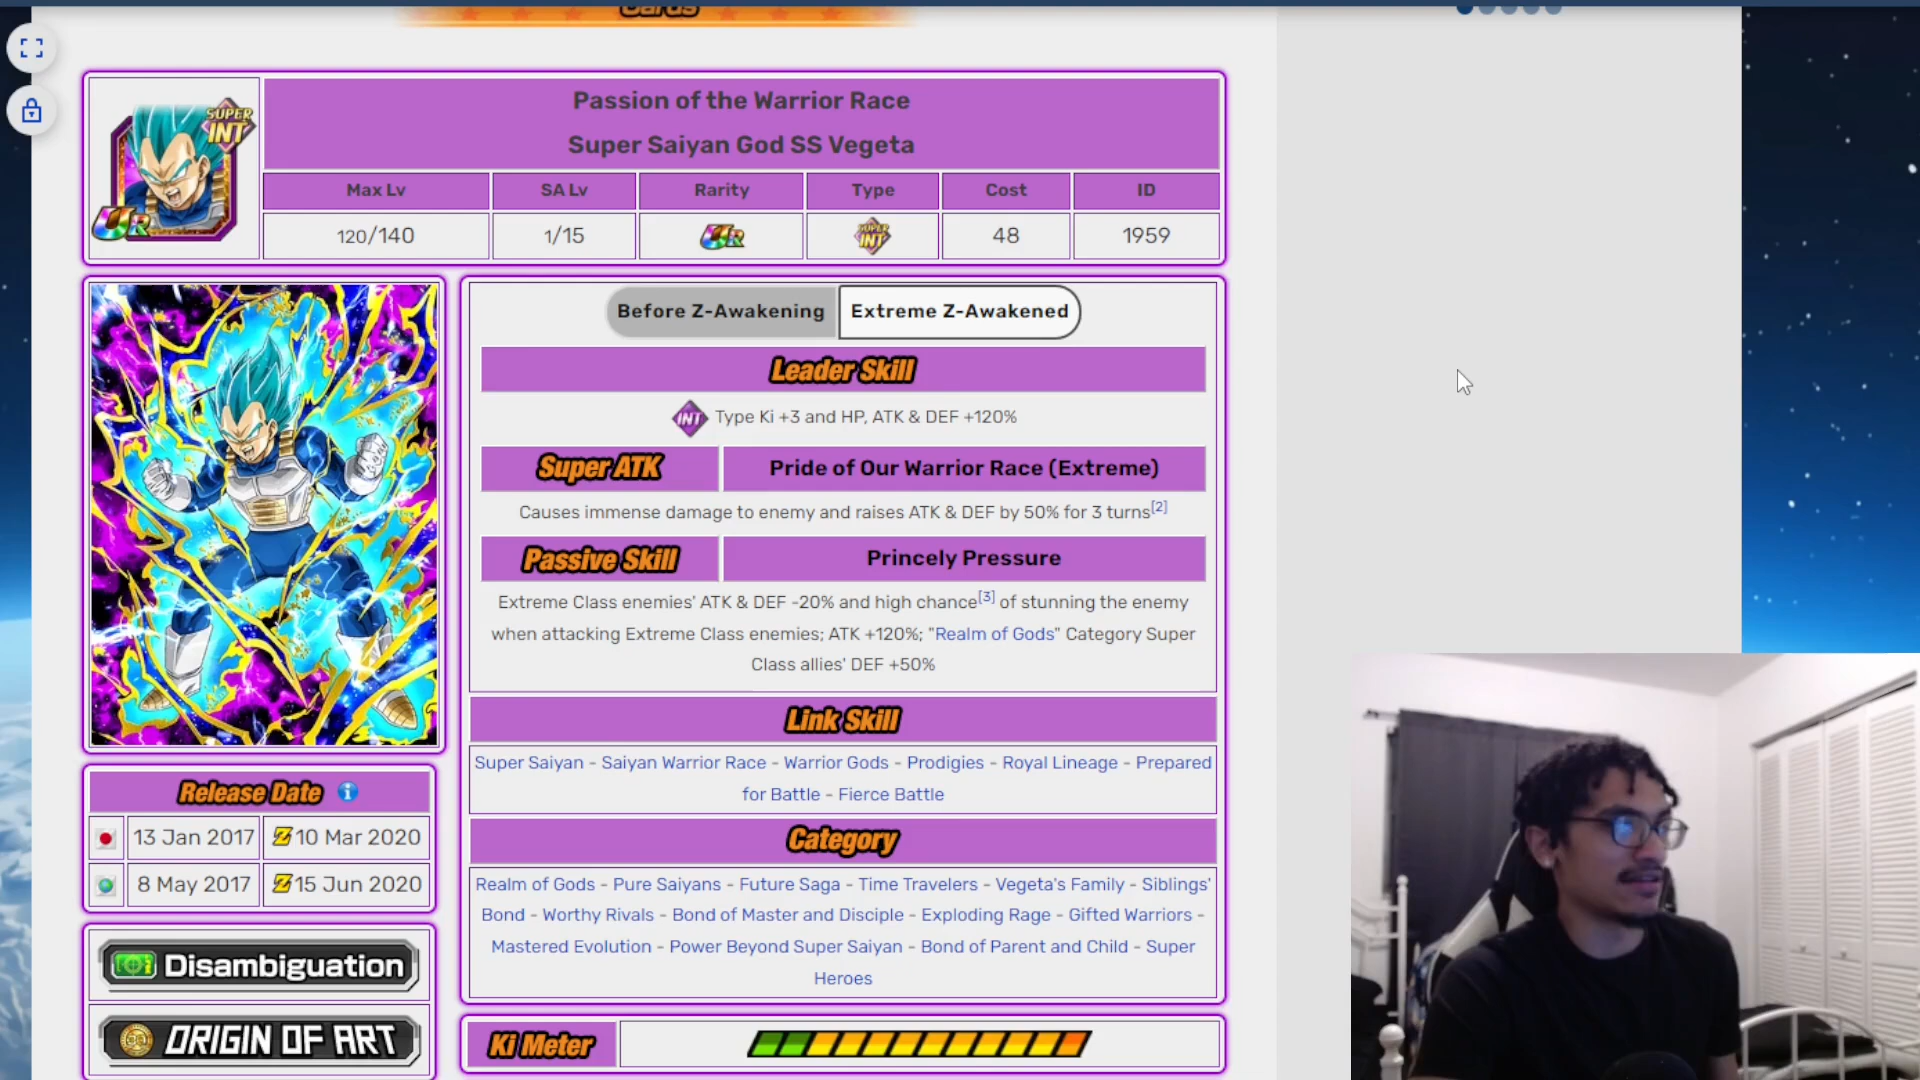 Cards
Passion of the Warrior Race
Super Saiyan God SS Vegeta
SUPER INT
UR
Max Lv SA Lv Rarity Type Cost ID
120/140 1/15 UR SUPER INT 48 1959
Before Z-Awakening Extreme Z-Awakened
Leader Skill
INT Type Ki +3 and HP, ATK & DEF +120%
Super ATK Pride of Our Warrior Race (Extreme)
Causes immense damage to enemy and raises ATK & DEF by 50% for 3 turns[2]
Passive Skill Princely Pressure
Extreme Class enemies' ATK & DEF -20% and high chance[3] of stunning the enemy
when attacking Extreme Class enemies; ATK +120%; "Realm of Gods" Category Super
Class allies' DEF +50%
Link Skill
Super Saiyan - Saiyan Warrior Race - Warrior Gods - Prodigies - Royal Lineage - Prepared
for Battle - Fierce Battle
Category
Realm of Gods - Pure Saiyans - Future Saga - Time Travelers - Vegeta's Family - Siblings'
Bond - Worthy Rivals - Bond of Master and Disciple - Exploding Rage - Gifted Warriors -
Mastered Evolution - Power Beyond Super Saiyan - Bond of Parent and Child - Super
Heroes
Ki Meter
Release Date i
13 Jan 2017 Z 10 Mar 2020
8 May 2017 Z 15 Jun 2020
Disambiguation
ORIGIN OF ART